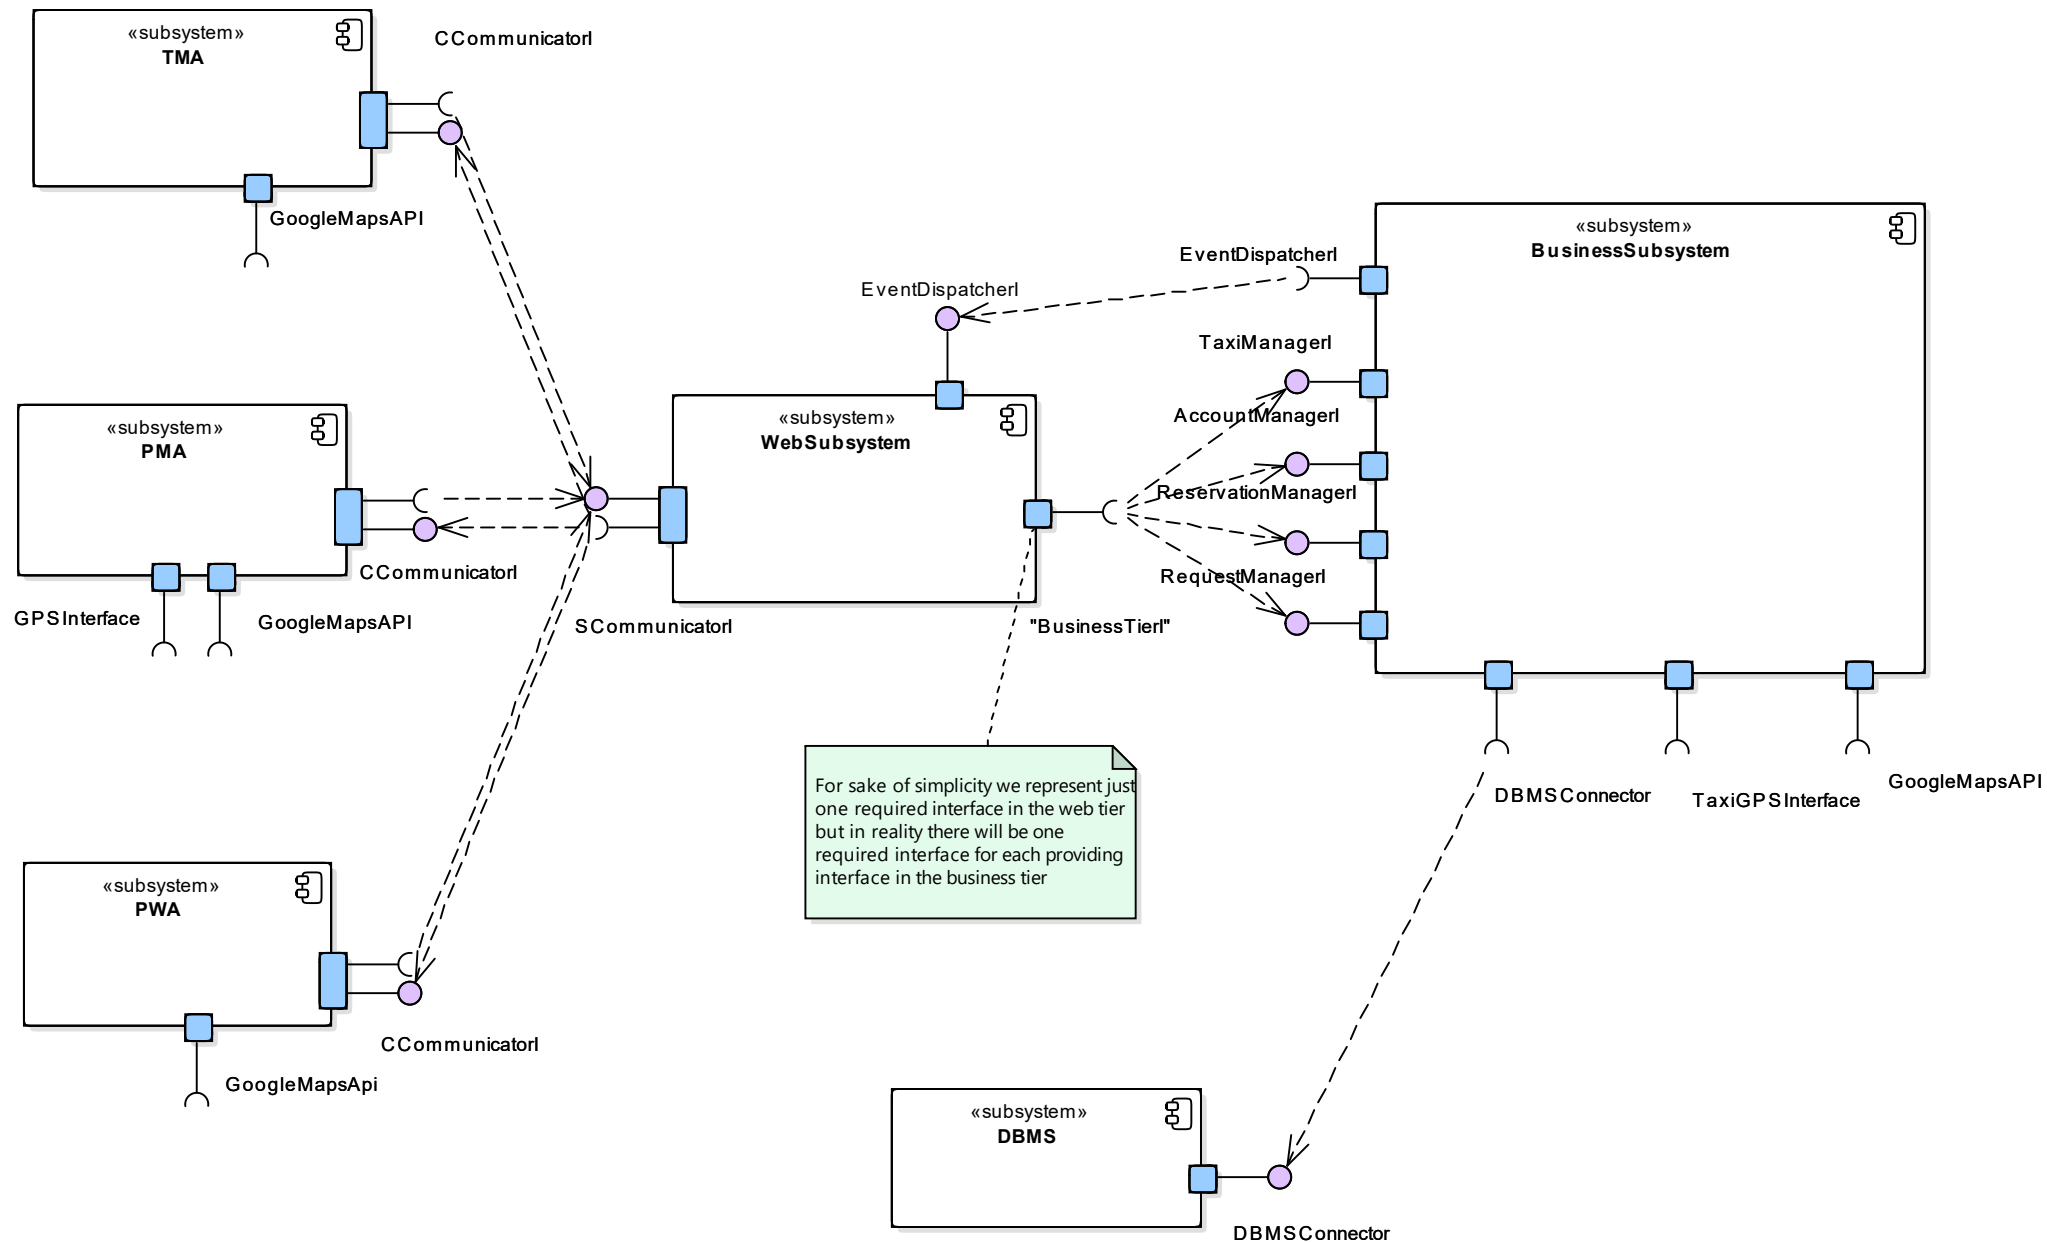 «subsystem»
TMA
CCommunicatorI
GoogleMapsAPI
«subsystem»
PMA
CCommunicatorI
GPSInterface
GoogleMapsAPI
«subsystem»
PWA
CCommunicatorI
GoogleMapsApi
«subsystem»
WebSubsystem
EventDispatcherI
SCommunicatorI
"BusinessTierI"
For sake of simplicity we represent just
one required interface in the web tier
but in reality there will be one
required interface for each providing
interface in the business tier
«subsystem»
BusinessSubsystem
EventDispatcherI
TaxiManagerI
AccountManagerI
ReservationManagerI
RequestManagerI
DBMSConnector
TaxiGPSInterface
GoogleMapsAPI
«subsystem»
DBMS
DBMSConnector